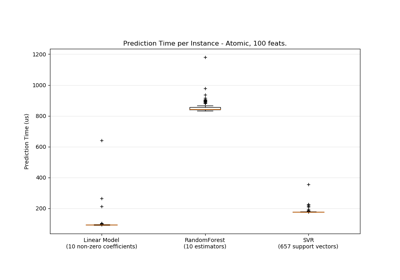 Prediction Time per Instance - Atomic, 100 feats.
1200
1000
800
600
400
200
Prediction Time (us)
Linear Model
(10 non-zero coefficients)
RandomForest
(10 estimators)
SVR
(657 support vectors)